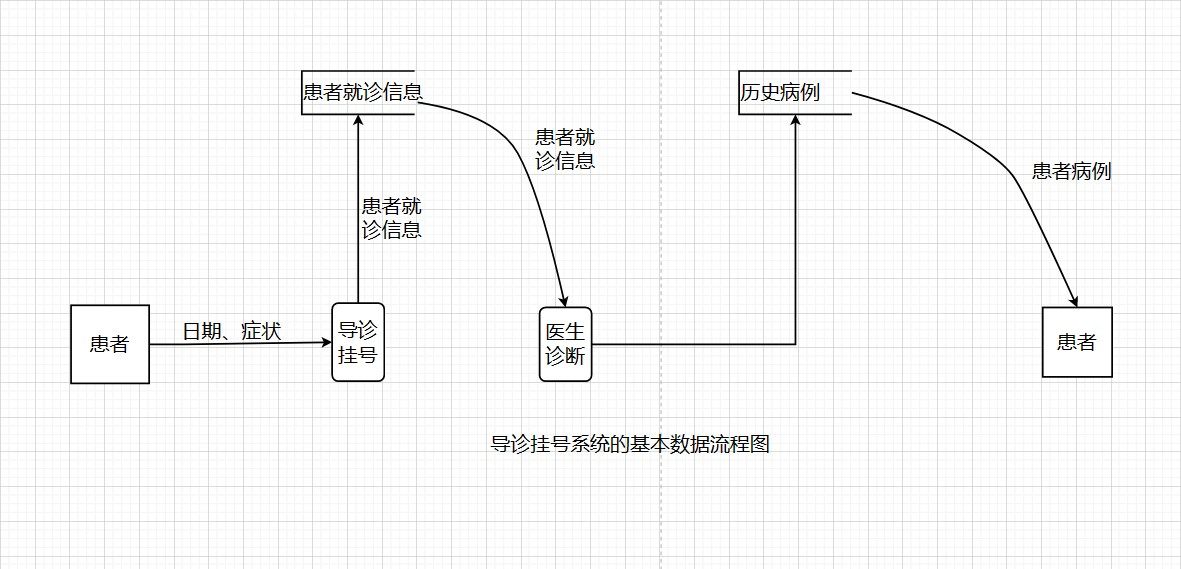 患者就诊信息
历史病例
患者就
诊信息
患者病例
患者就
诊信息
患者
日期、症状
导诊
挂号
医生
诊断
患者
导诊挂号系统的基本数据流程图